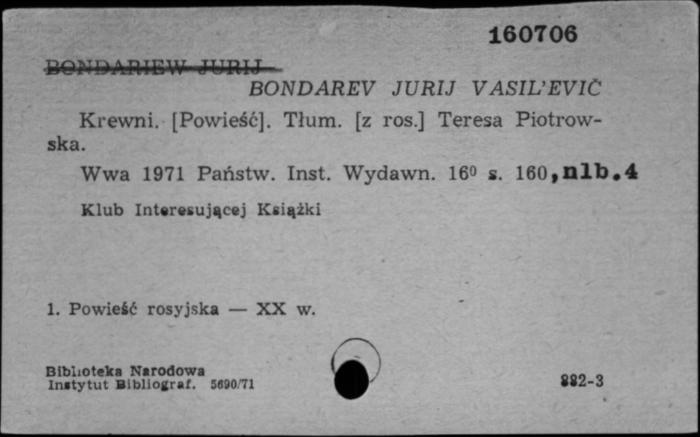 160706
BONDARIEW JURIJ
BONDAREV JURIJ VASIL'EVIČ
Krewni. [Powieść]. Tłum. [z ros.] Teresa Piotrow-
ska.
Wwa 1971 Państw. Inst. Wydawn. 16⁰ s. 160,nlb.4
Klub Interesującej Książki
1. Powieść rosyjska — XX w.
Biblioteka Narodowa
Instytut Bibliograf. 5690/71
882-3